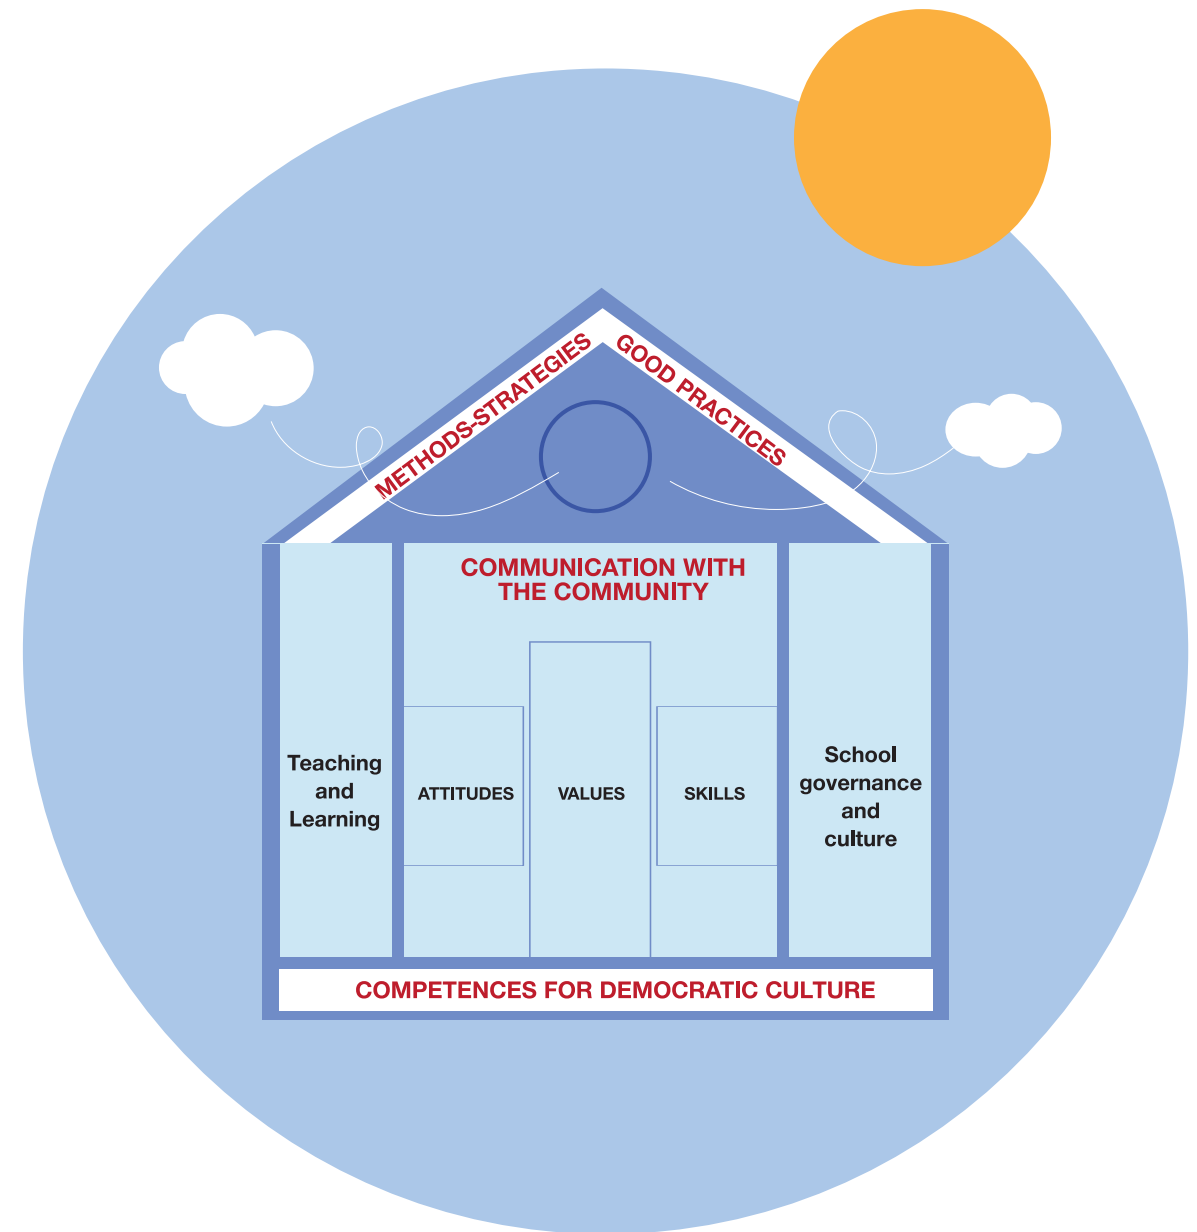 METHODS-STRATEGIES
GOOD PRACTICES
COMMUNICATION WITH
THE COMMUNITY
Teaching
and
Learning
ATTITUDES
VALUES
SKILLS
School
governance
and
culture
COMPETENCES FOR DEMOCRATIC CULTURE